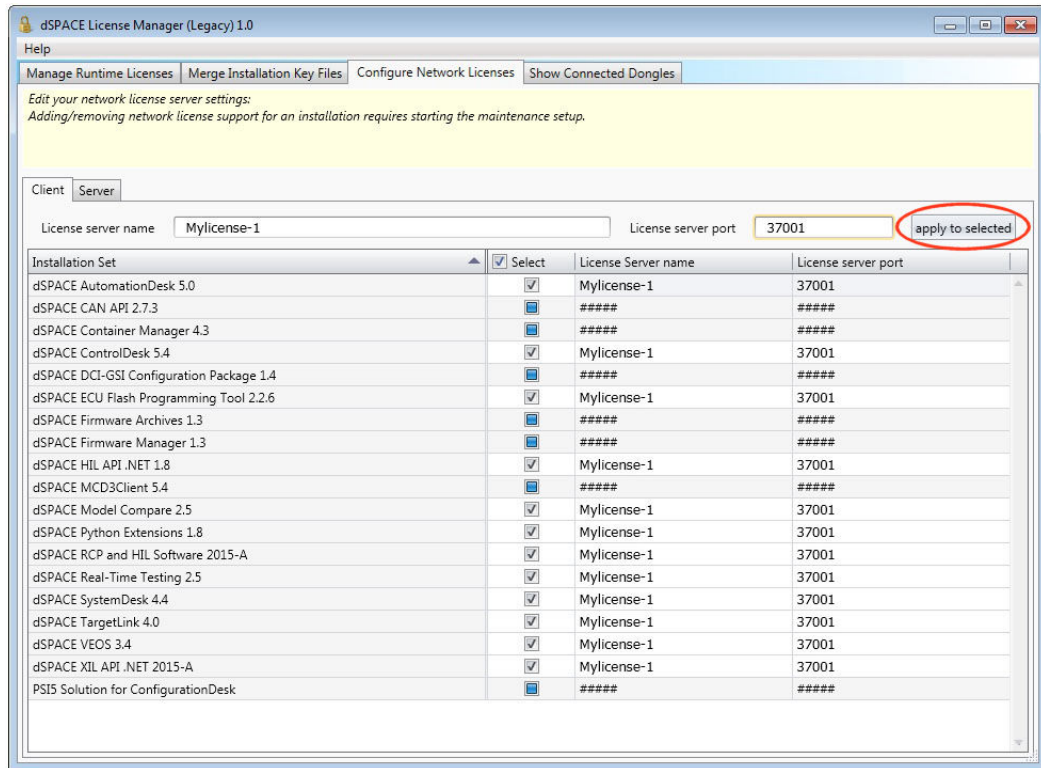 dSPACE License Manager (Legacy) 1.0
Help
Manage Runtime Licenses Merge Installation Key Files Configure Network Licenses Show Connected Dongles
Edit your network license server settings:
Adding/removing network license support for an installation requires starting the maintenance setup.
Client Server
License server name Mylicense-1 License server port 37001 apply to selected
Installation Set Select License Server name License server port
dSPACE AutomationDesk 5.0 Mylicense-1 37001
dSPACE CAN API 2.7.3 ##### #####
dSPACE Container Manager 4.3 ##### #####
dSPACE ControlDesk 5.4 Mylicense-1 37001
dSPACE DCI-GSI Configuration Package 1.4 ##### #####
dSPACE ECU Flash Programming Tool 2.2.6 Mylicense-1 37001
dSPACE Firmware Archives 1.3 ##### #####
dSPACE Firmware Manager 1.3 ##### #####
dSPACE HIL API .NET 1.8 Mylicense-1 37001
dSPACE MCD3Client 5.4 ##### #####
dSPACE Model Compare 2.5 Mylicense-1 37001
dSPACE Python Extensions 1.8 Mylicense-1 37001
dSPACE RCP and HIL Software 2015-A Mylicense-1 37001
dSPACE Real-Time Testing 2.5 Mylicense-1 37001
dSPACE SystemDesk 4.4 Mylicense-1 37001
dSPACE TargetLink 4.0 Mylicense-1 37001
dSPACE VEOS 3.4 Mylicense-1 37001
dSPACE XIL API .NET 2015-A Mylicense-1 37001
PSI5 Solution for ConfigurationDesk ##### #####